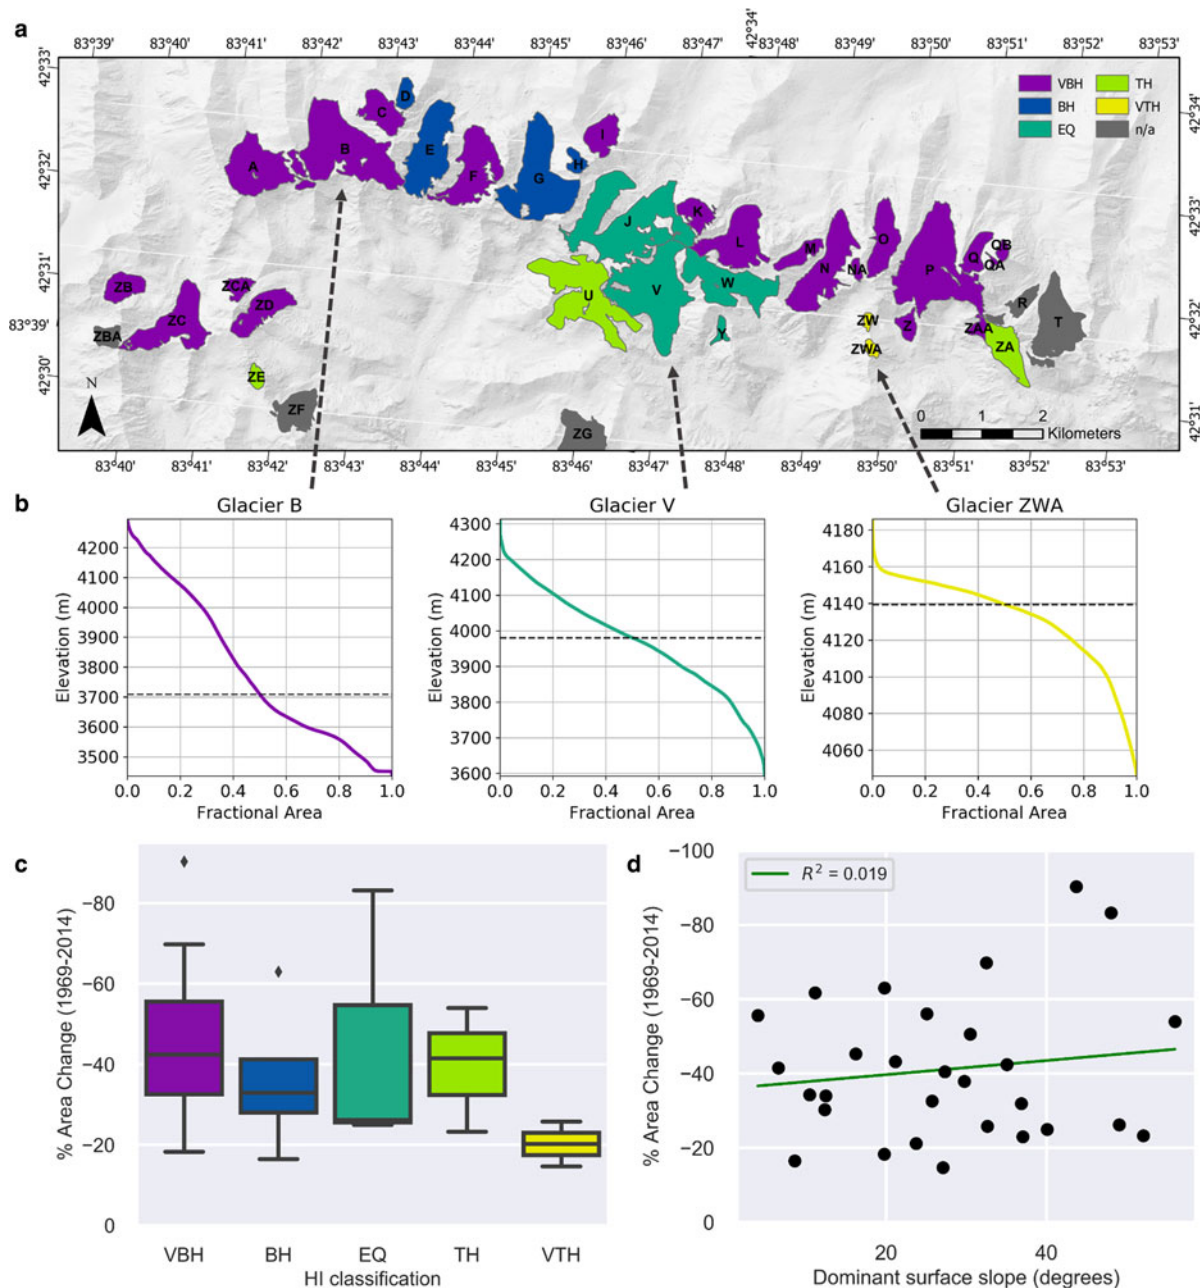 a
83°39' 83°40' 83°41' 83°42' 83°43' 83°44' 83°45' 83°46' 83°47' 42°34' 83°48' 83°49' 83°50' 83°51' 83°52' 83°53'
42°33' 42°32' 42°31' 83°39' 42°30'
42°34' 42°33' 42°32' 42°31'
VBH TH
BH VTH
EQ n/a
D
C
B E I
A F G H
J K
L M O QB
Q QA
N NA P
ZB ZCA U V W R
ZC ZD ZW Z T
ZBA Y ZAA
ZWA ZA
ZE
ZF
ZG
N
0 1 2
Kilometers
83°40' 83°41' 83°42' 83°43' 83°44' 83°45' 83°46' 83°47' 83°48' 83°49' 83°50' 83°51' 83°52' 83°53'
b
Glacier B
Elevation (m)
4200
4100
4000
3900
3800
3700
3600
3500
0.0 0.2 0.4 0.6 0.8 1.0
Fractional Area
Glacier V
Elevation (m)
4300
4200
4100
4000
3900
3800
3700
3600
0.0 0.2 0.4 0.6 0.8 1.0
Fractional Area
Glacier ZWA
Elevation (m)
4180
4160
4140
4120
4100
4080
4060
0.0 0.2 0.4 0.6 0.8 1.0
Fractional Area
c
% Area Change (1969-2014)
−80
−60
−40
−20
0
VBH BH EQ TH VTH
HI classification
d
% Area Change (1969-2014)
−100
−80
−60
−40
−20
0
R² = 0.019
20 40
Dominant surface slope (degrees)